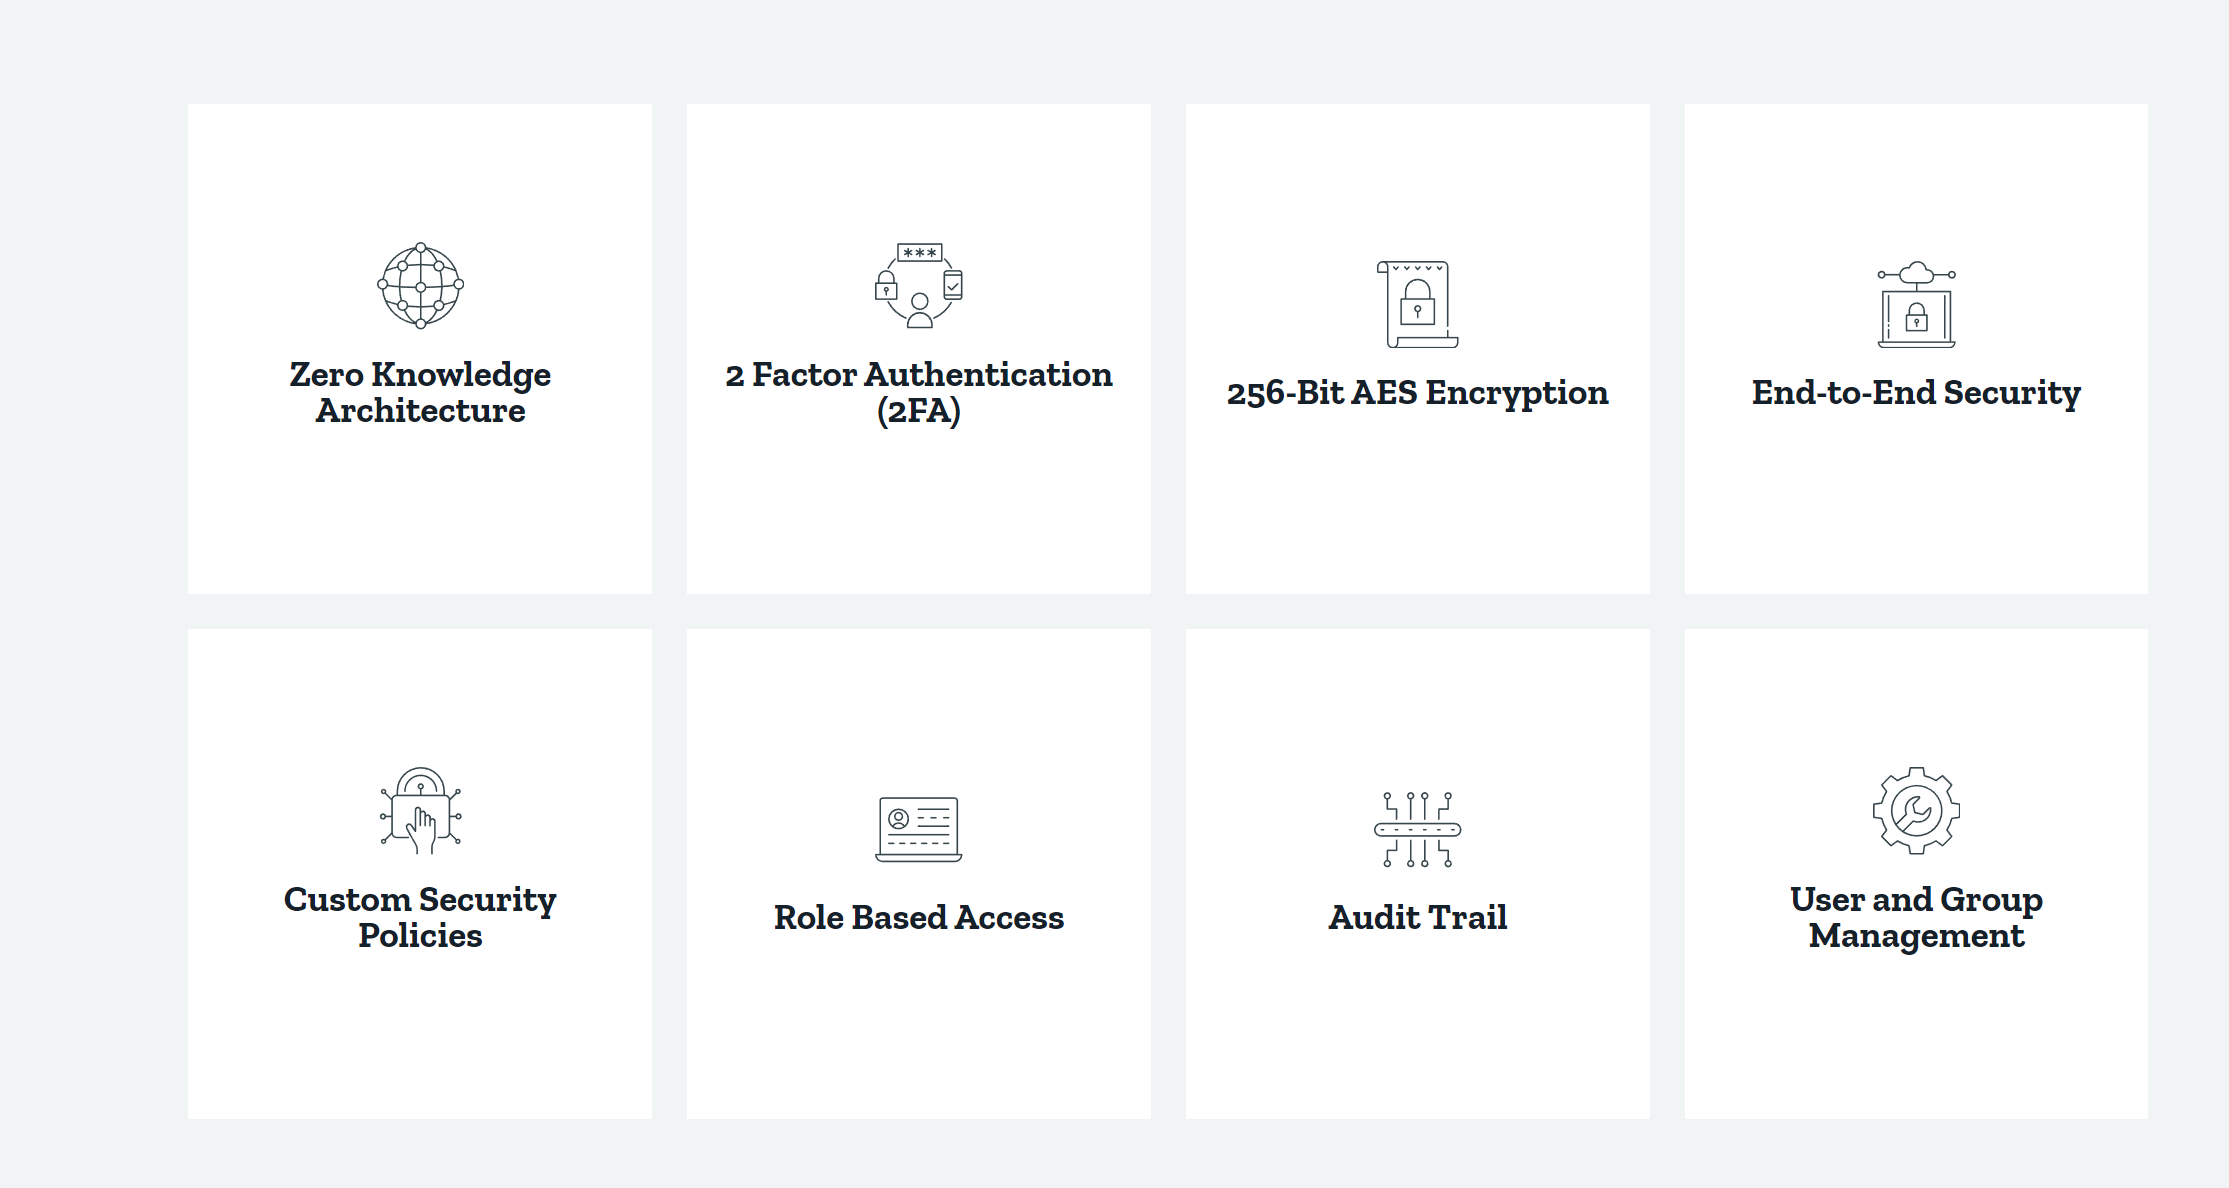 Zero Knowledge
Architecture
2 Factor Authentication
(2FA)
256-Bit AES Encryption
End-to-End Security
Custom Security
Policies
Role Based Access
Audit Trail
User and Group
Management